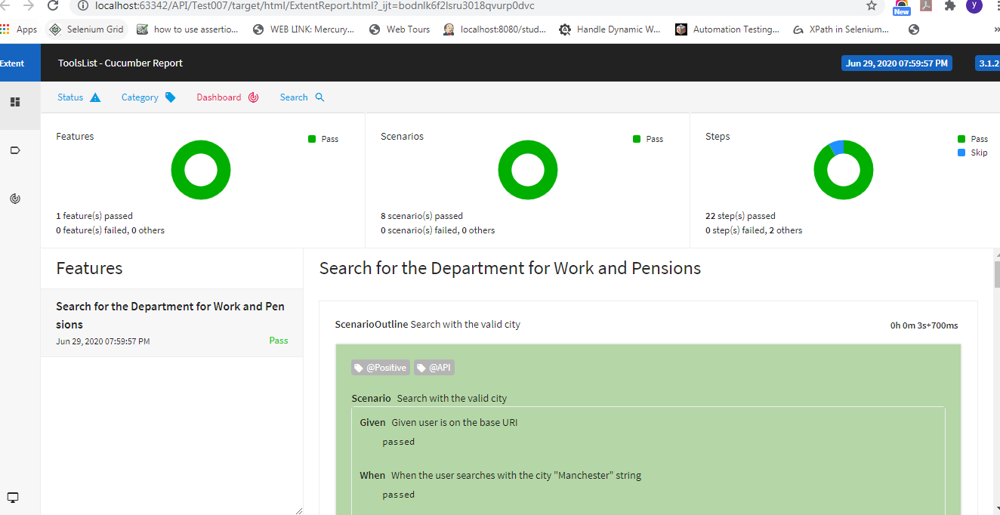 localhost:63342/API/Test007/target/html/ExtentReport.html?_ijt=bodnlk6f2lsru3018qvurp0dvc
New
y
Apps
Selenium Grid
how to use assertio...
WEB LINK: Mercury...
Web Tours
localhost:8080/stud...
Handle Dynamic W...
Automation Testing...
XPath in Selenium...
»
Extent
ToolsList - Cucumber Report
Jun 29, 2020 07:59:57 PM
3.1.2
Status
Category
Dashboard
Search
Features
Pass
1 feature(s) passed
0 feature(s) failed, 0 others
Scenarios
Pass
8 scenario(s) passed
0 scenario(s) failed, 0 others
Steps
Pass
Skip
22 step(s) passed
0 step(s) failed, 2 others
Features
Search for the Department for Work and Pen
sions
Jun 29, 2020 07:59:57 PM
Pass
Search for the Department for Work and Pensions
ScenarioOutline Search with the valid city
0h 0m 3s+700ms
@Positive
@API
Scenario Search with the valid city
Given Given user is on the base URI
passed
When When the user searches with the city "Manchester" string
passed